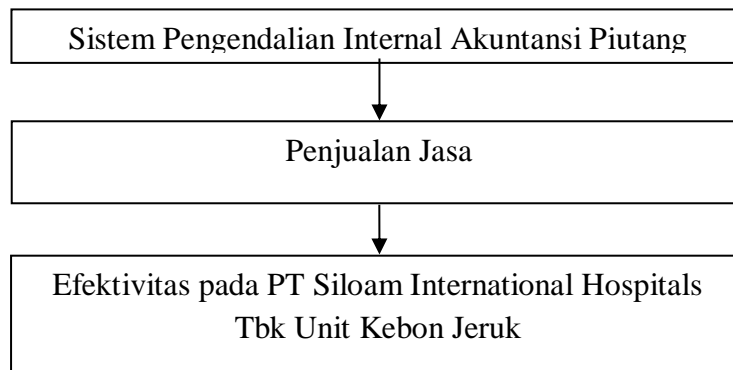 Sistem Pengendalian Internal Akuntansi Piutang
Penjualan Jasa
Efektivitas pada PT Siloam International Hospitals
Tbk Unit Kebon Jeruk